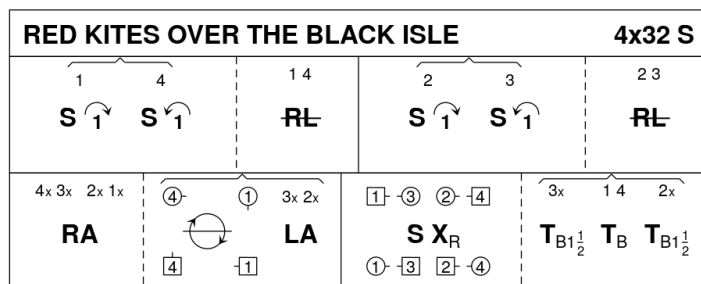 RED KITES OVER THE BLACK ISLE 4x32 S
1 4 1 4 2 3 2 3
S 1 S 1 RL S 1 S 1 RL
4x 3x 2x 1x 4 1 3x 2x 1 3 2 4 3x 1 4 2x
RA LA S XR TB1½ TB TB1½
4 1 1 3 2 4